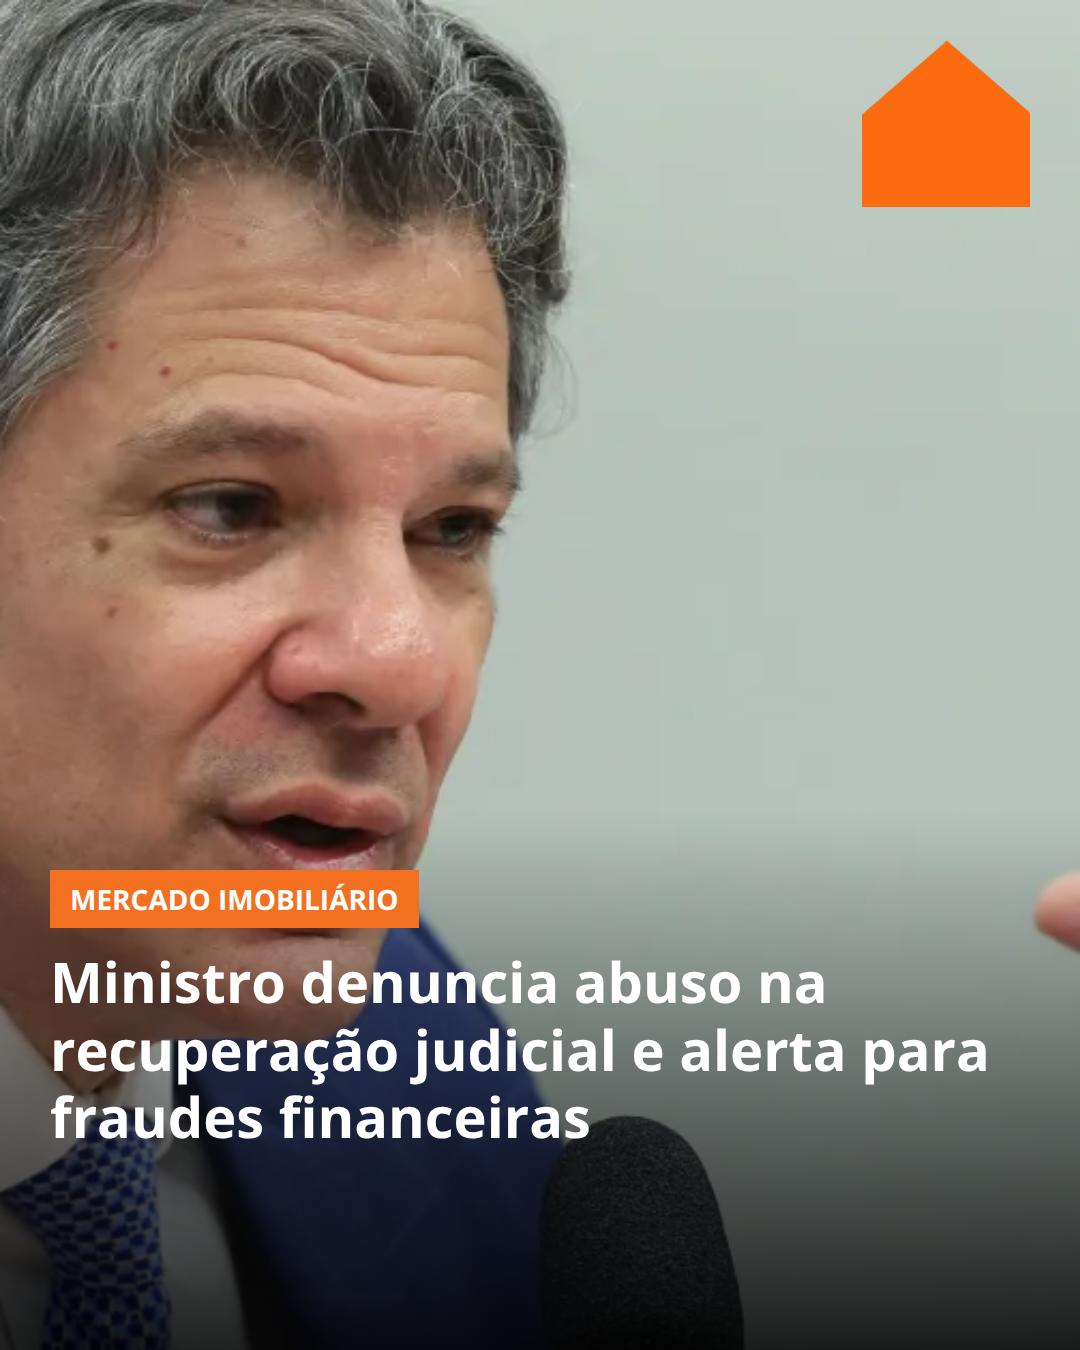 MERCADO IMOBILIÁRIO
Ministro denuncia abuso na
recuperação judicial e alerta para
fraudes financeiras